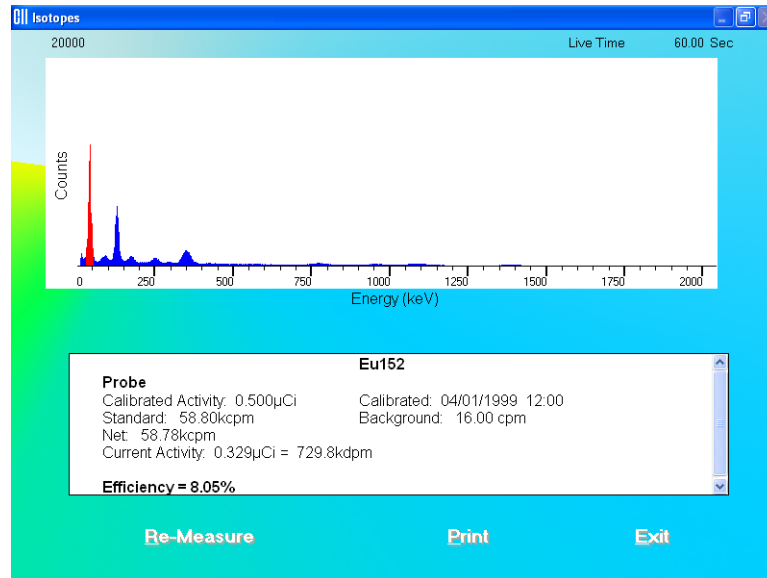 CII Isotopes
20000 Live Time 60.00 Sec
Counts
0 250 500 750 1000 1250 1500 1750 2000
Energy (keV)
Eu152
Probe
Calibrated Activity: 0.500µCi Calibrated: 04/01/1999 12:00
Standard: 58.80kcpm Background: 16.00 cpm
Net: 58.78kcpm
Current Activity: 0.329µCi = 729.8kdpm
Efficiency = 8.05%
Re-Measure Print Exit